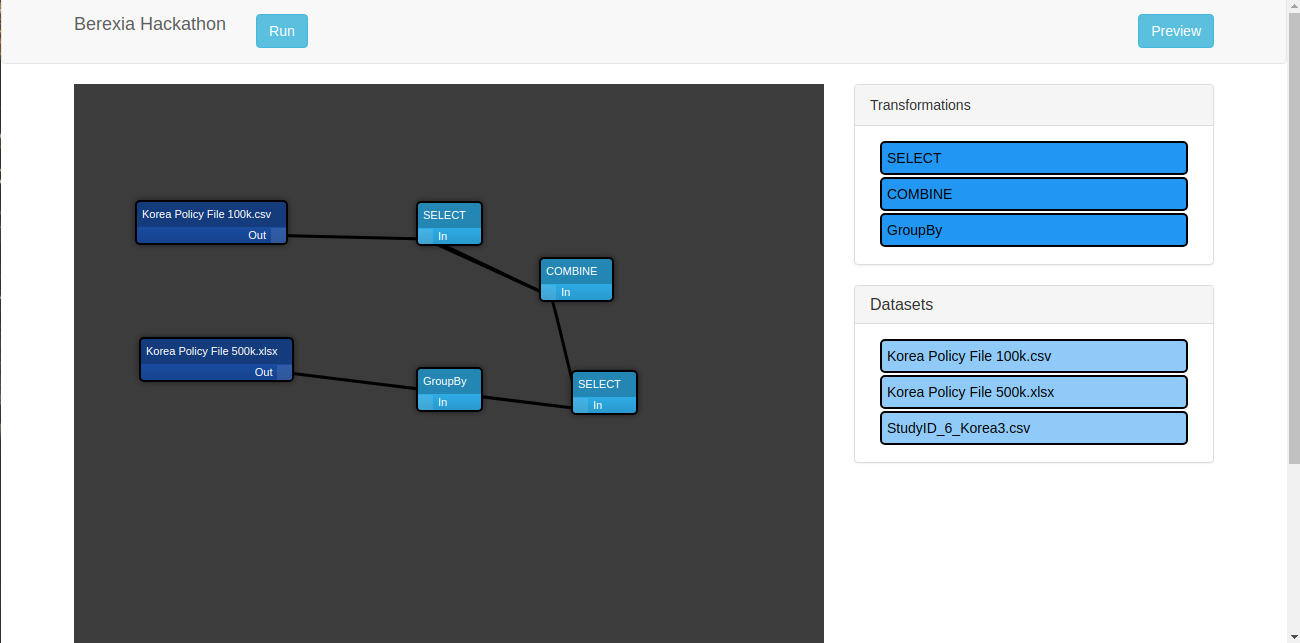 Berexia Hackathon
Run
Preview
Korea Policy File 100k.csv
Out
SELECT
In
COMBINE
In
Korea Policy File 500k.xlsx
Out
GroupBy
In
SELECT
In
Transformations
SELECT
COMBINE
GroupBy
Datasets
Korea Policy File 100k.csv
Korea Policy File 500k.xlsx
StudyID_6_Korea3.csv